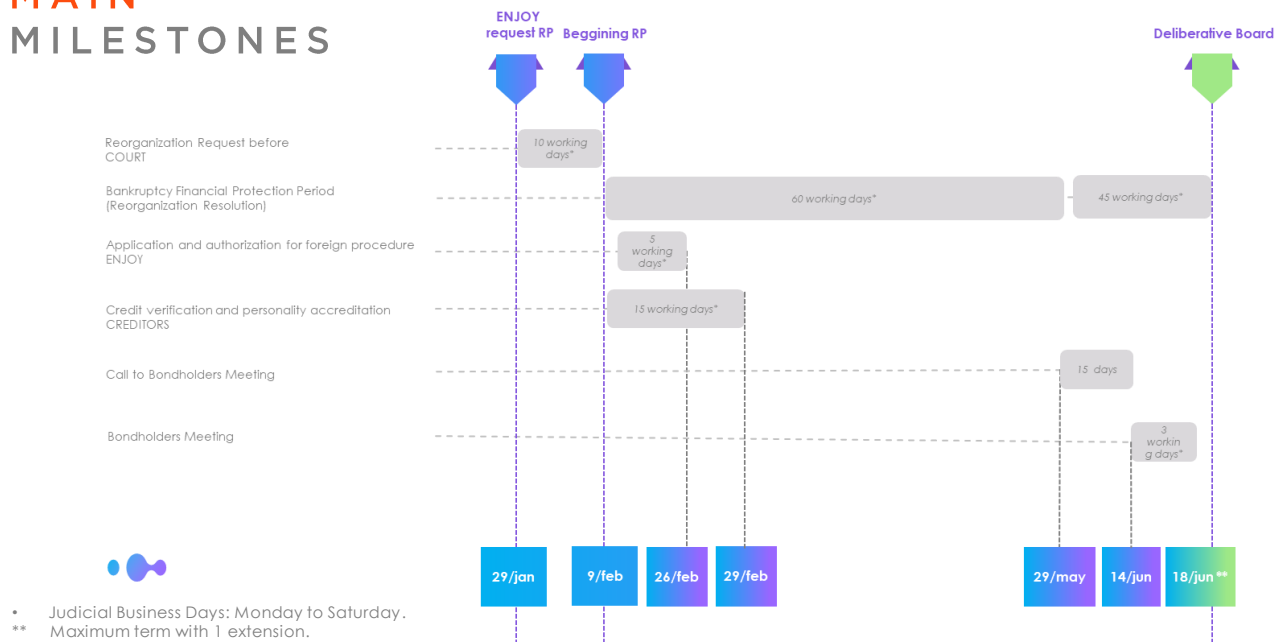 MAIN
MILESTONES
ENJOY
request RP
Beggining RP
Deliberative Board
Reorganization Request before
COURT
10 working
days*
Bankruptcy Financial Protection Period
(Reorganization Resolution)
60 working days*
45 working days*
Application and authorization for foreign procedure
ENJOY
5
working
days*
Credit verification and personality accreditation
CREDITORS
15 working days*
Call to Bondholders Meeting
15 days
Bondholders Meeting
3
workin
g days*
29/jan
9/feb
26/feb
29/feb
29/may
14/jun
18/jun **
• Judicial Business Days: Monday to Saturday.
** Maximum term with 1 extension.